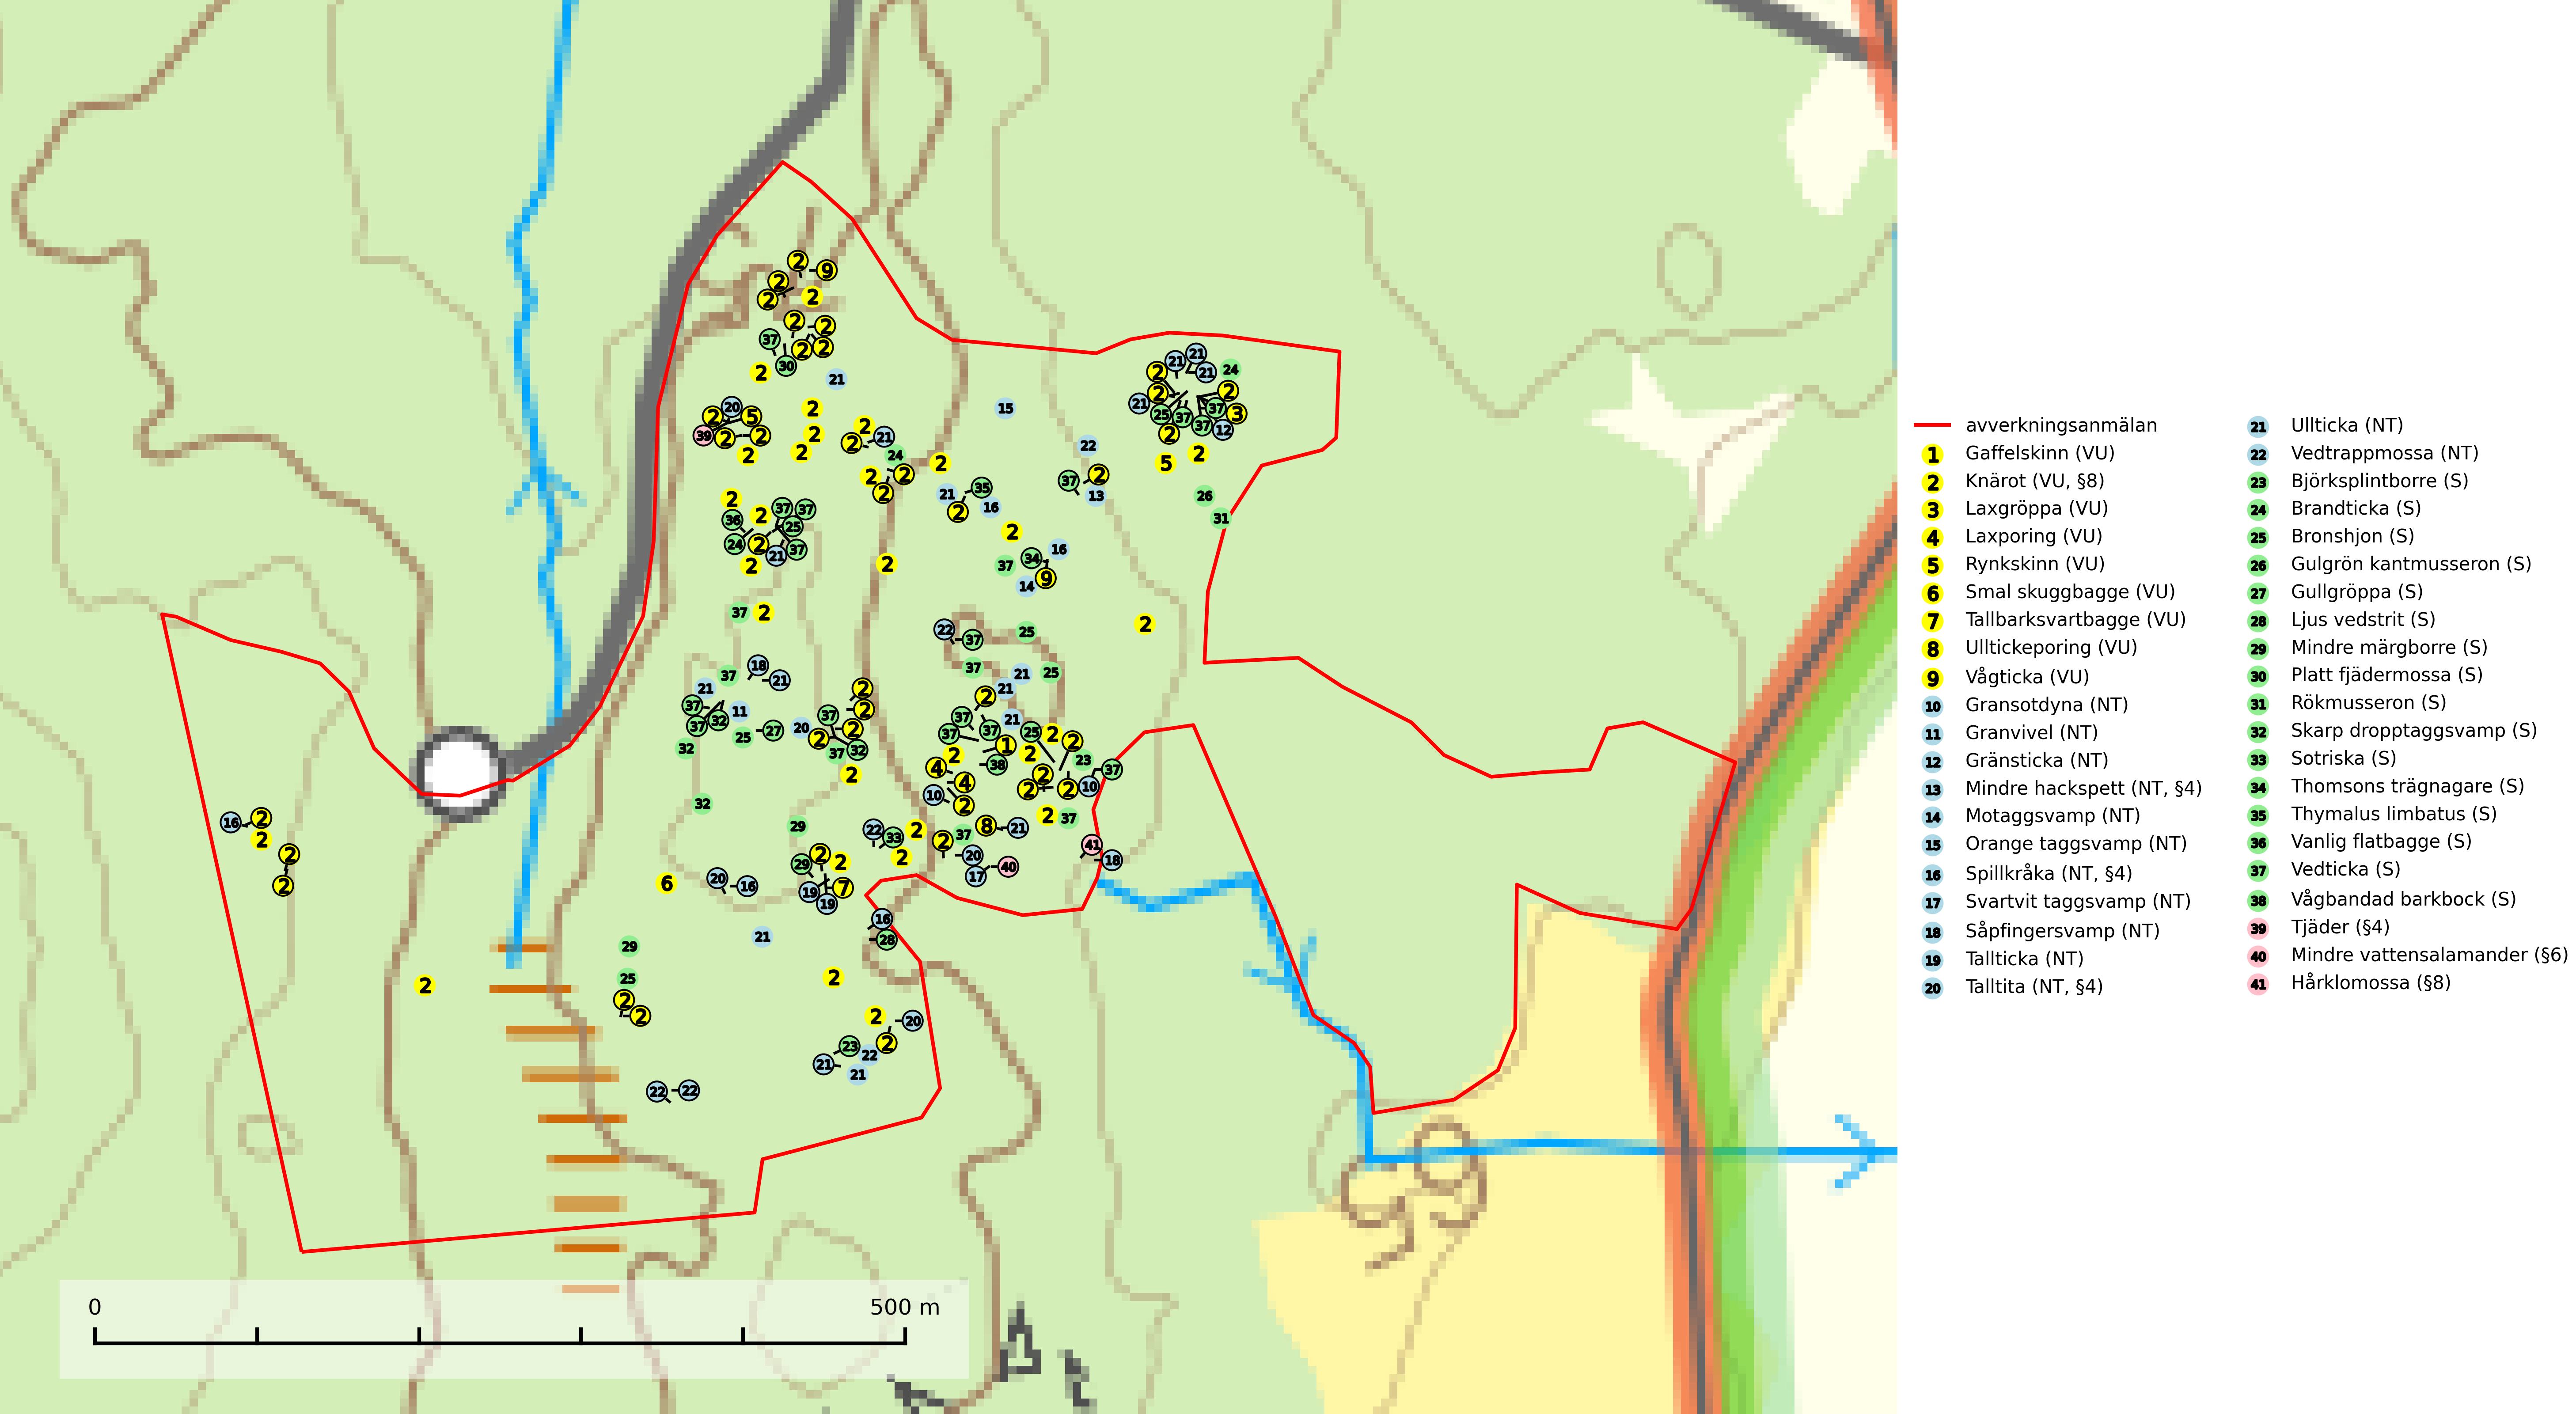 avverkningsanmälan
1 Gaffelskinn (VU)
2 Knärot (VU, §8)
3 Laxgröppa (VU)
4 Laxporing (VU)
5 Rynkskinn (VU)
6 Smal skuggbagge (VU)
7 Tallbarksvartbagge (VU)
8 Ulltickeporing (VU)
9 Vågticka (VU)
10 Gransotdyna (NT)
11 Granvivel (NT)
12 Gränsticka (NT)
13 Mindre hackspett (NT, §4)
14 Motaggsvamp (NT)
15 Orange taggsvamp (NT)
16 Spillkråka (NT, §4)
17 Svartvit taggsvamp (NT)
18 Såpfingersvamp (NT)
19 Tallticka (NT)
20 Talltita (NT, §4)
21 Ullticka (NT)
22 Vedtrappmossa (NT)
23 Björksplintborre (S)
24 Brandticka (S)
25 Bronshjon (S)
26 Gulgrön kantmusseron (S)
27 Gullgröppa (S)
28 Ljus vedstrit (S)
29 Mindre märgborre (S)
30 Platt fjädermossa (S)
31 Rökmusseron (S)
32 Skarp dropptaggsvamp (S)
33 Sotriska (S)
34 Thomsons trägnagare (S)
35 Thymalus limbatus (S)
36 Vanlig flatbagge (S)
37 Vedticka (S)
38 Vågbandad barkbock (S)
39 Tjäder (§4)
40 Mindre vattensalamander (§6)
41 Hårklomossa (§8)
0 500 m